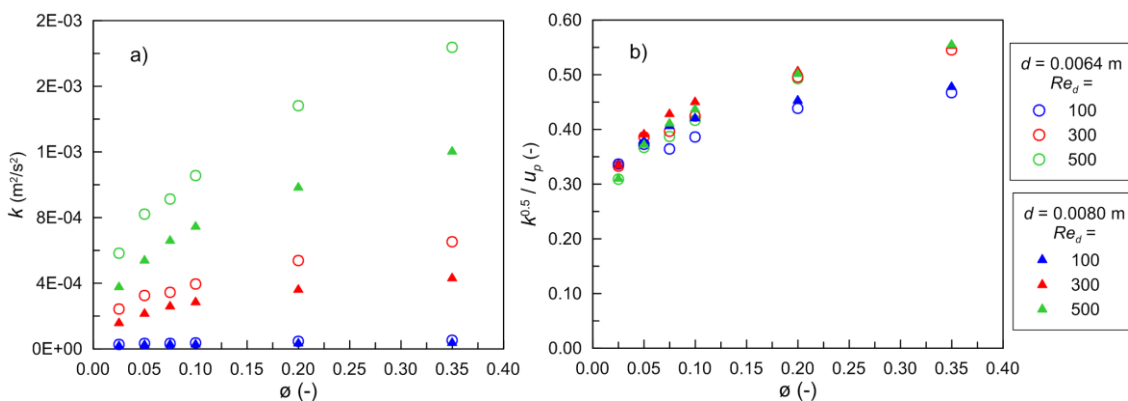 a)
2E-03
2E-03
1E-03
8E-04
4E-04
0E+00
k (m²/s²)
0.00 0.05 0.10 0.15 0.20 0.25 0.30 0.35 0.40
ø (-)
b)
0.60
0.50
0.40
0.30
0.20
0.10
0.00
k^0.5 / u_p (-)
0.00 0.05 0.10 0.15 0.20 0.25 0.30 0.35 0.40
ø (-)
d = 0.0064 m
Re_d =
100
300
500
d = 0.0080 m
Re_d =
100
300
500